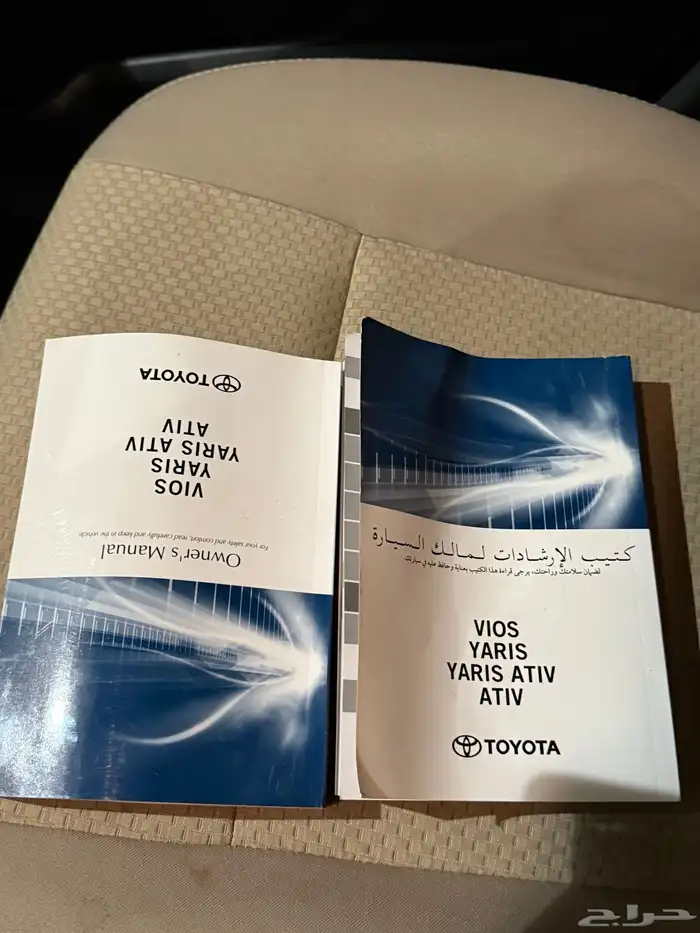 TOYOTA
VIOS
YARIS
YARIS ATIV
ATIV
Owner's Manual
For your safety and comfort, read carefully and keep in the vehicle.
كتيب الإرشادات لمالك السيارة
لضمان سلامتك وراحتك، يرجى قراءة هذا الكتيب بعناية وحافظ عليه في سيارتك.
VIOS
YARIS
YARIS ATIV
ATIV
TOYOTA
حراج